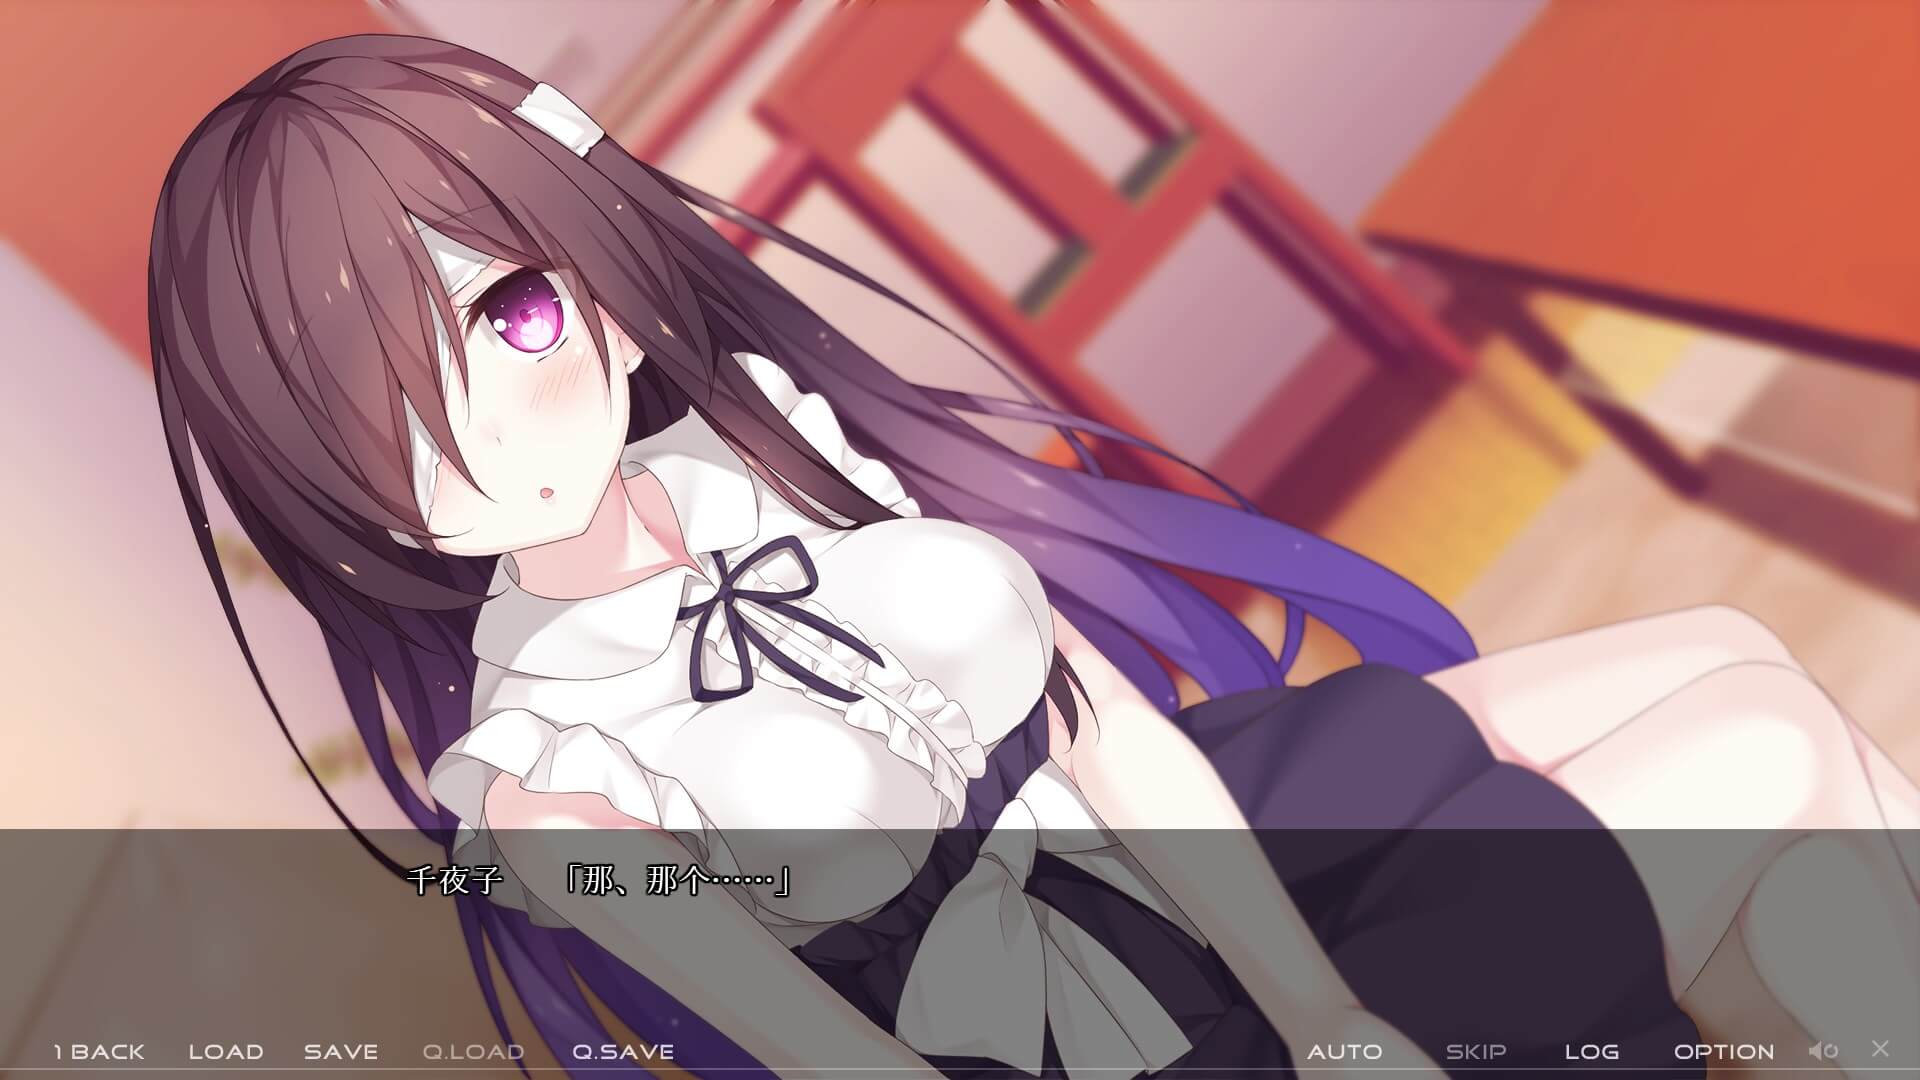 千夜子 「那、那个……」
1 BACK LOAD SAVE Q.LOAD Q.SAVE AUTO SKIP LOG OPTION